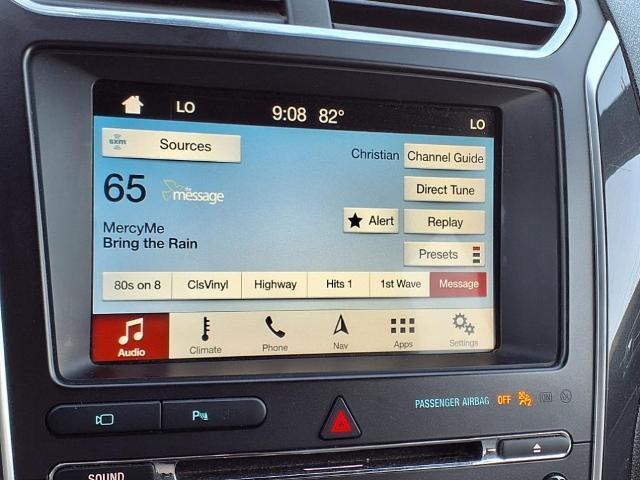 LO 9:08 82° LO
sxm Sources Christian Channel Guide
65 the message Direct Tune
MercyMe Alert Replay
Bring the Rain
Presets
80s on 8 ClsVinyl Highway Hits 1 1st Wave Message
Audio Climate Phone Nav Apps Settings
PASSENGER AIRBAG OFF ON
P
SOUND